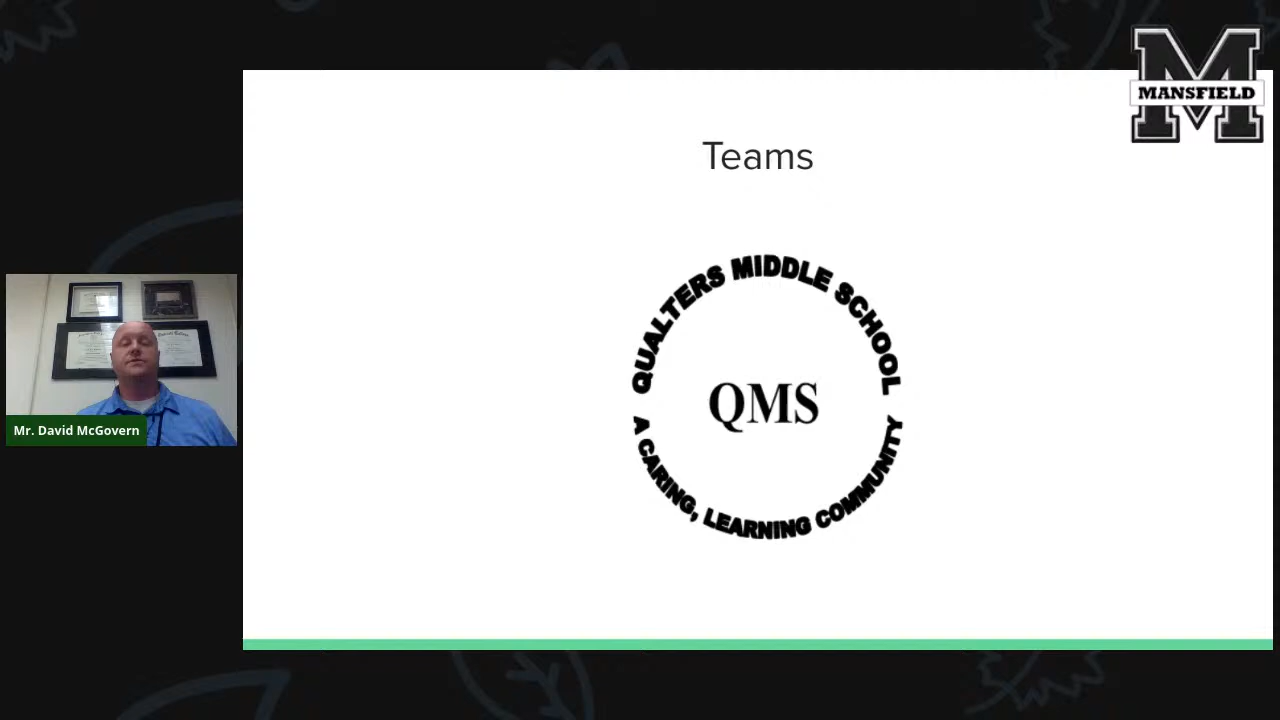 MANSFIELD
Teams
QUALTERS MIDDLE SCHOOL
QMS
A CARING, LEARNING COMMUNITY
Mr. David McGovern